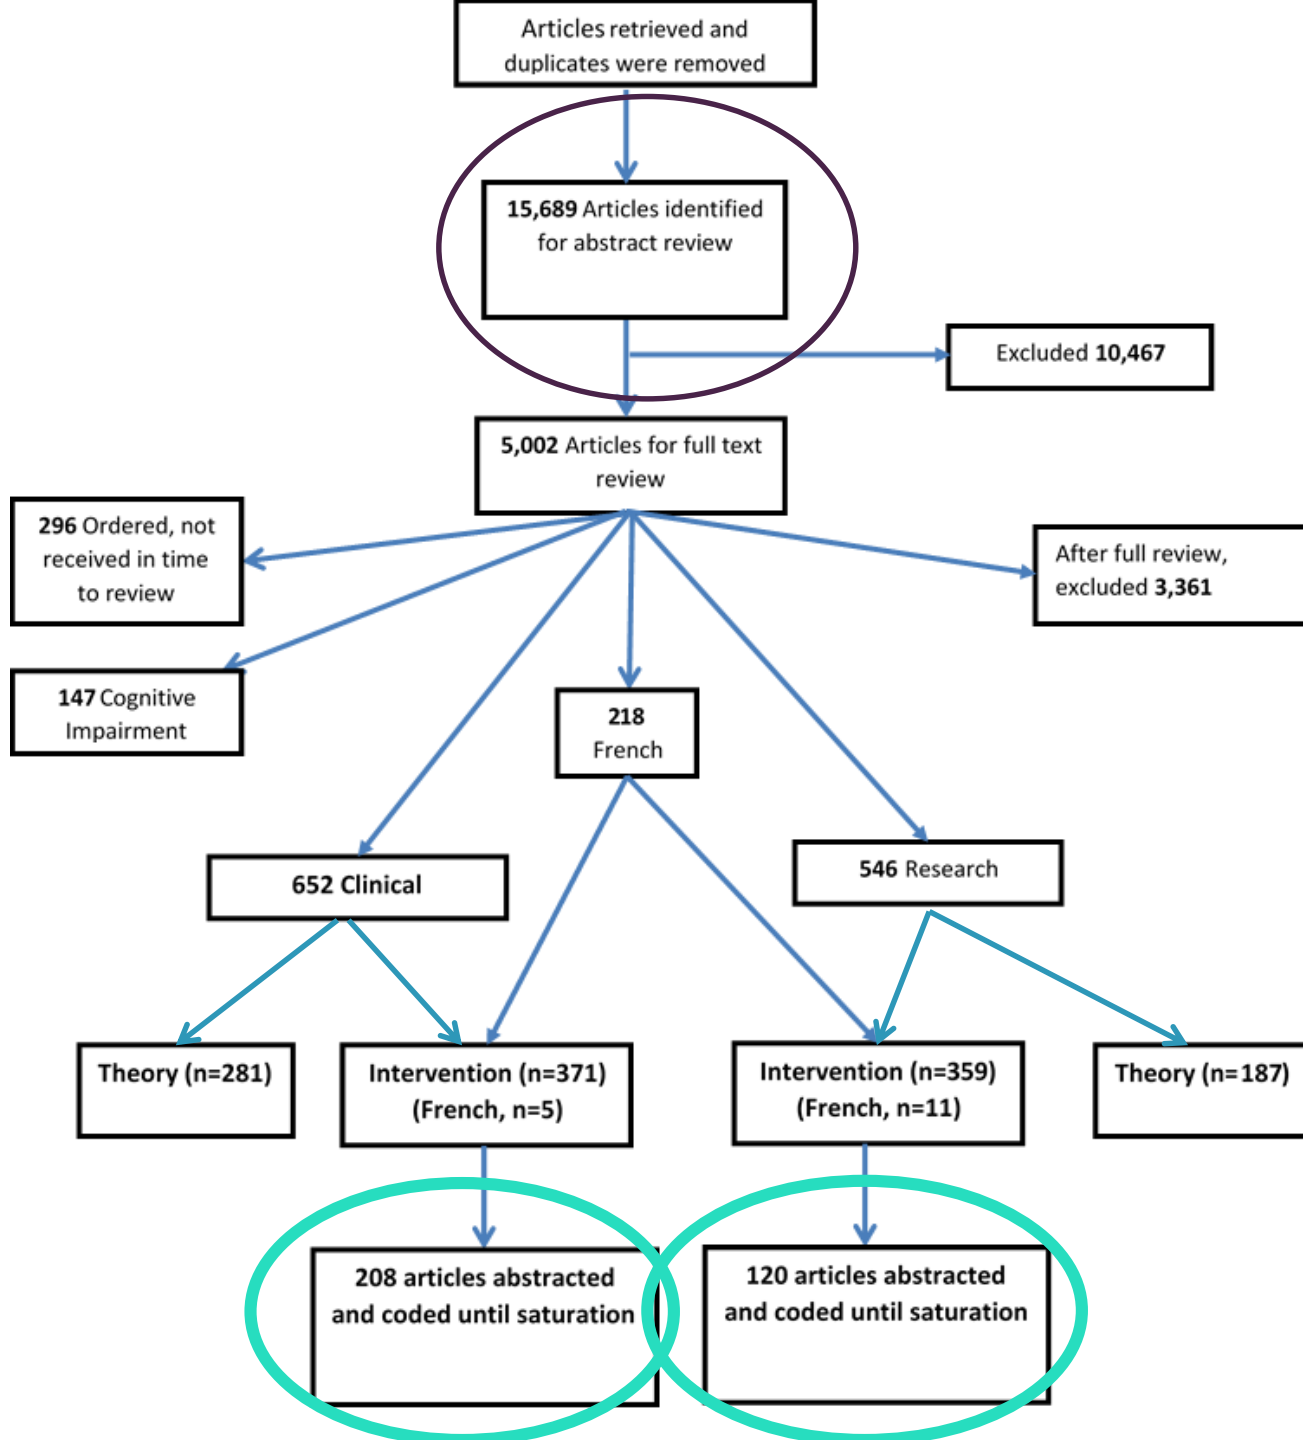 Articles retrieved and
duplicates were removed
15,689 Articles identified
for abstract review
Excluded 10,467
5,002 Articles for full text
review
296 Ordered, not
received in time
to review
After full review,
excluded 3,361
147 Cognitive
Impairment
218
French
652 Clinical
546 Research
Theory (n=281)
Intervention (n=371)
(French, n=5)
Intervention (n=359)
(French, n=11)
Theory (n=187)
208 articles abstracted
and coded until saturation
120 articles abstracted
and coded until saturation